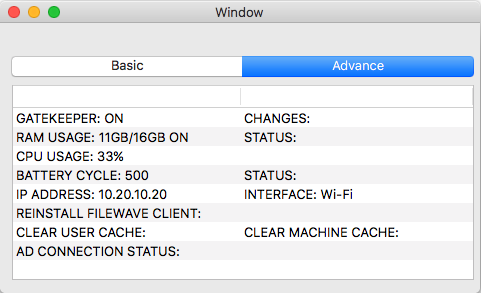 Window
Basic Advance
GATEKEEPER: ON CHANGES:
RAM USAGE: 11GB/16GB ON STATUS:
CPU USAGE: 33%
BATTERY CYCLE: 500 STATUS:
IP ADDRESS: 10.20.10.20 INTERFACE: Wi-Fi
REINSTALL FILEWAVE CLIENT:
CLEAR USER CACHE: CLEAR MACHINE CACHE:
AD CONNECTION STATUS: